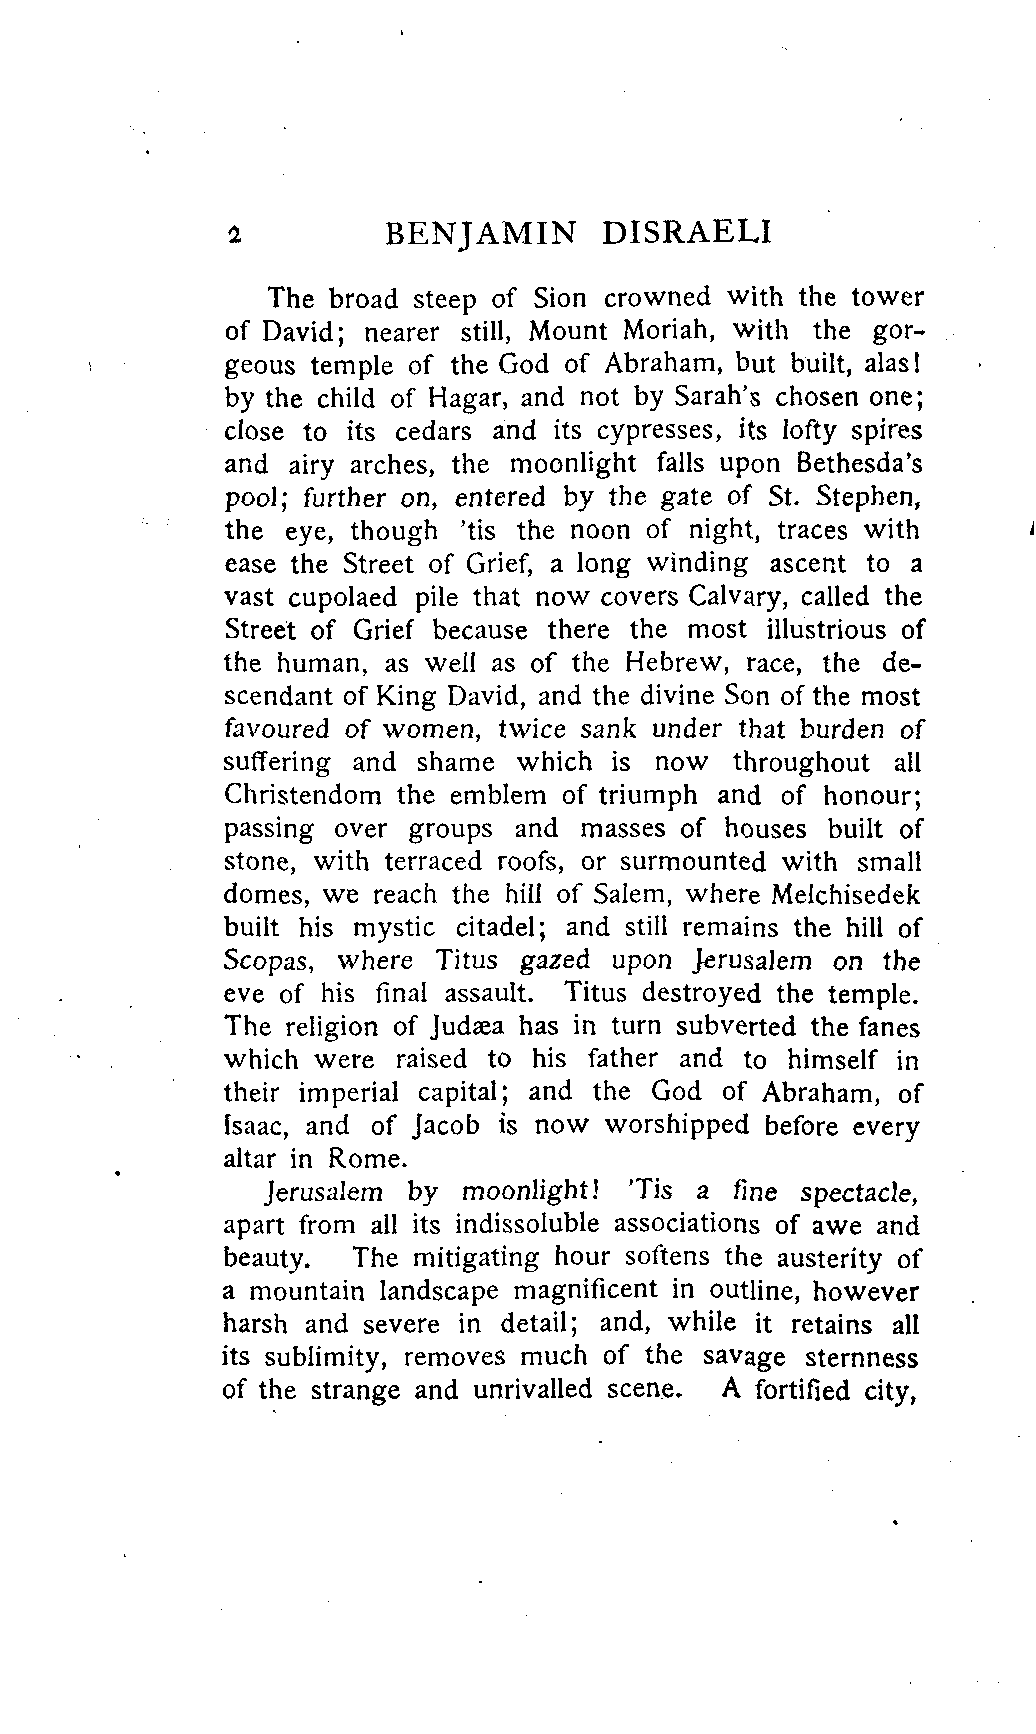 2 BENJAMIN DISRAELI
The broad steep of Sion crowned with the tower
of David; nearer still, Mount Moriah, with the gor-
geous temple of the God of Abraham, but built, alas!
by the child of Hagar, and not by Sarah's chosen one;
close to its cedars and its cypresses, its lofty spires
and airy arches, the moonlight falls upon Bethesda's
pool; further on, entered by the gate of St. Stephen,
the eye, though 'tis the noon of night, traces with
ease the Street of Grief, a long winding ascent to a
vast cupolaed pile that now covers Calvary, called the
Street of Grief because there the most illustrious of
the human, as well as of the Hebrew, race, the de-
scendant of King David, and the divine Son of the most
favoured of women, twice sank under that burden of
suffering and shame which is now throughout all
Christendom the emblem of triumph and of honour;
passing over groups and masses of houses built of
stone, with terraced roofs, or surmounted with small
domes, we reach the hill of Salem, where Melchisedek
built his mystic citadel; and still remains the hill of
Scopas, where Titus gazed upon Jerusalem on the
eve of his final assault. Titus destroyed the temple.
The religion of Judæa has in turn subverted the fanes
which were raised to his father and to himself in
their imperial capital; and the God of Abraham, of
Isaac, and of Jacob is now worshipped before every
altar in Rome.
Jerusalem by moonlight! 'Tis a fine spectacle,
apart from all its indissoluble associations of awe and
beauty. The mitigating hour softens the austerity of
a mountain landscape magnificent in outline, however
harsh and severe in detail; and, while it retains all
its sublimity, removes much of the savage sternness
of the strange and unrivalled scene. A fortified city,